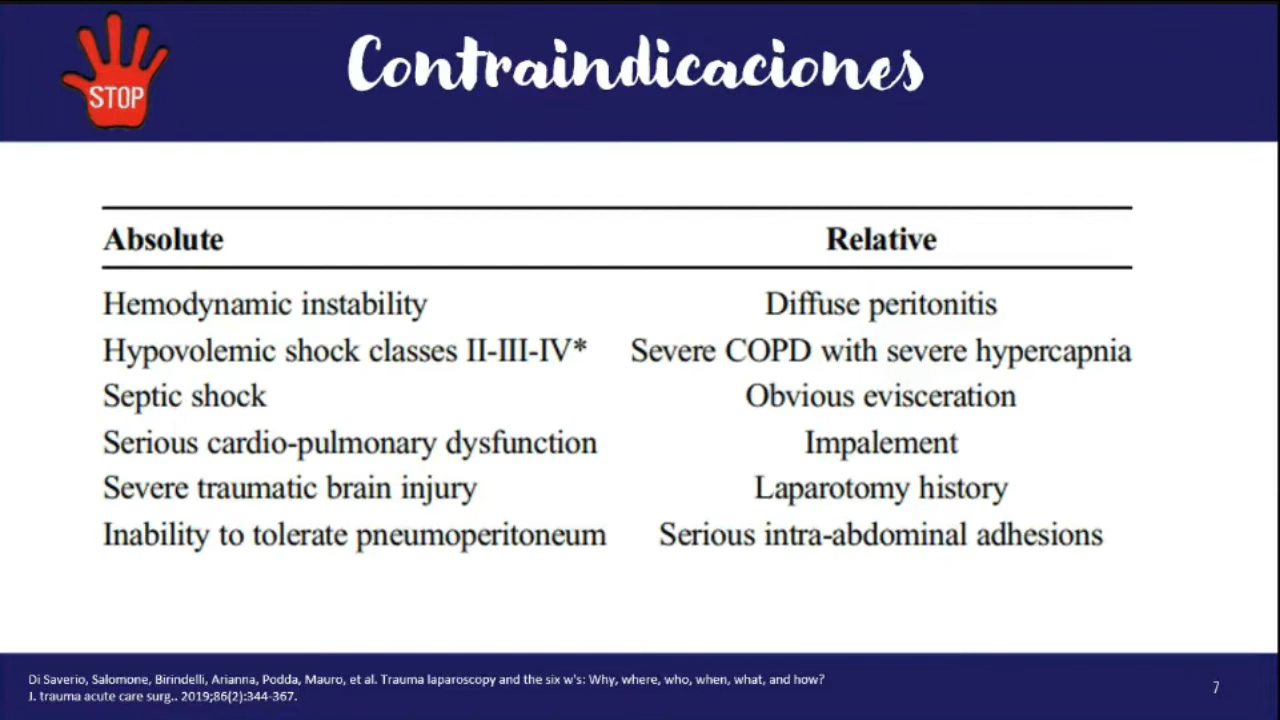 STOP
Contraindicaciones
Absolute Relative
Hemodynamic instability Diffuse peritonitis
Hypovolemic shock classes II-III-IV* Severe COPD with severe hypercapnia
Septic shock Obvious evisceration
Serious cardio-pulmonary dysfunction Impalement
Severe traumatic brain injury Laparotomy history
Inability to tolerate pneumoperitoneum Serious intra-abdominal adhesions
Di Saverio, Salomone, Birindelli, Arianna, Podda, Mauro, et al. Trauma laparoscopy and the six w's: Why, where, who, when, what, and how?
J. trauma acute care surg.. 2019;86(2):344-367.
7